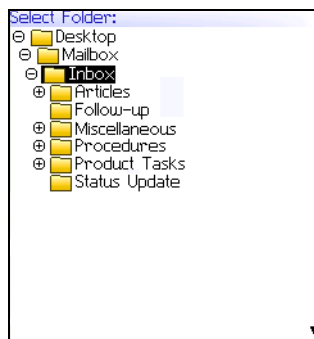 Select Folder:
Desktop
Mailbox
Inbox
Articles
Follow-up
Miscellaneous
Procedures
Product Tasks
Status Update